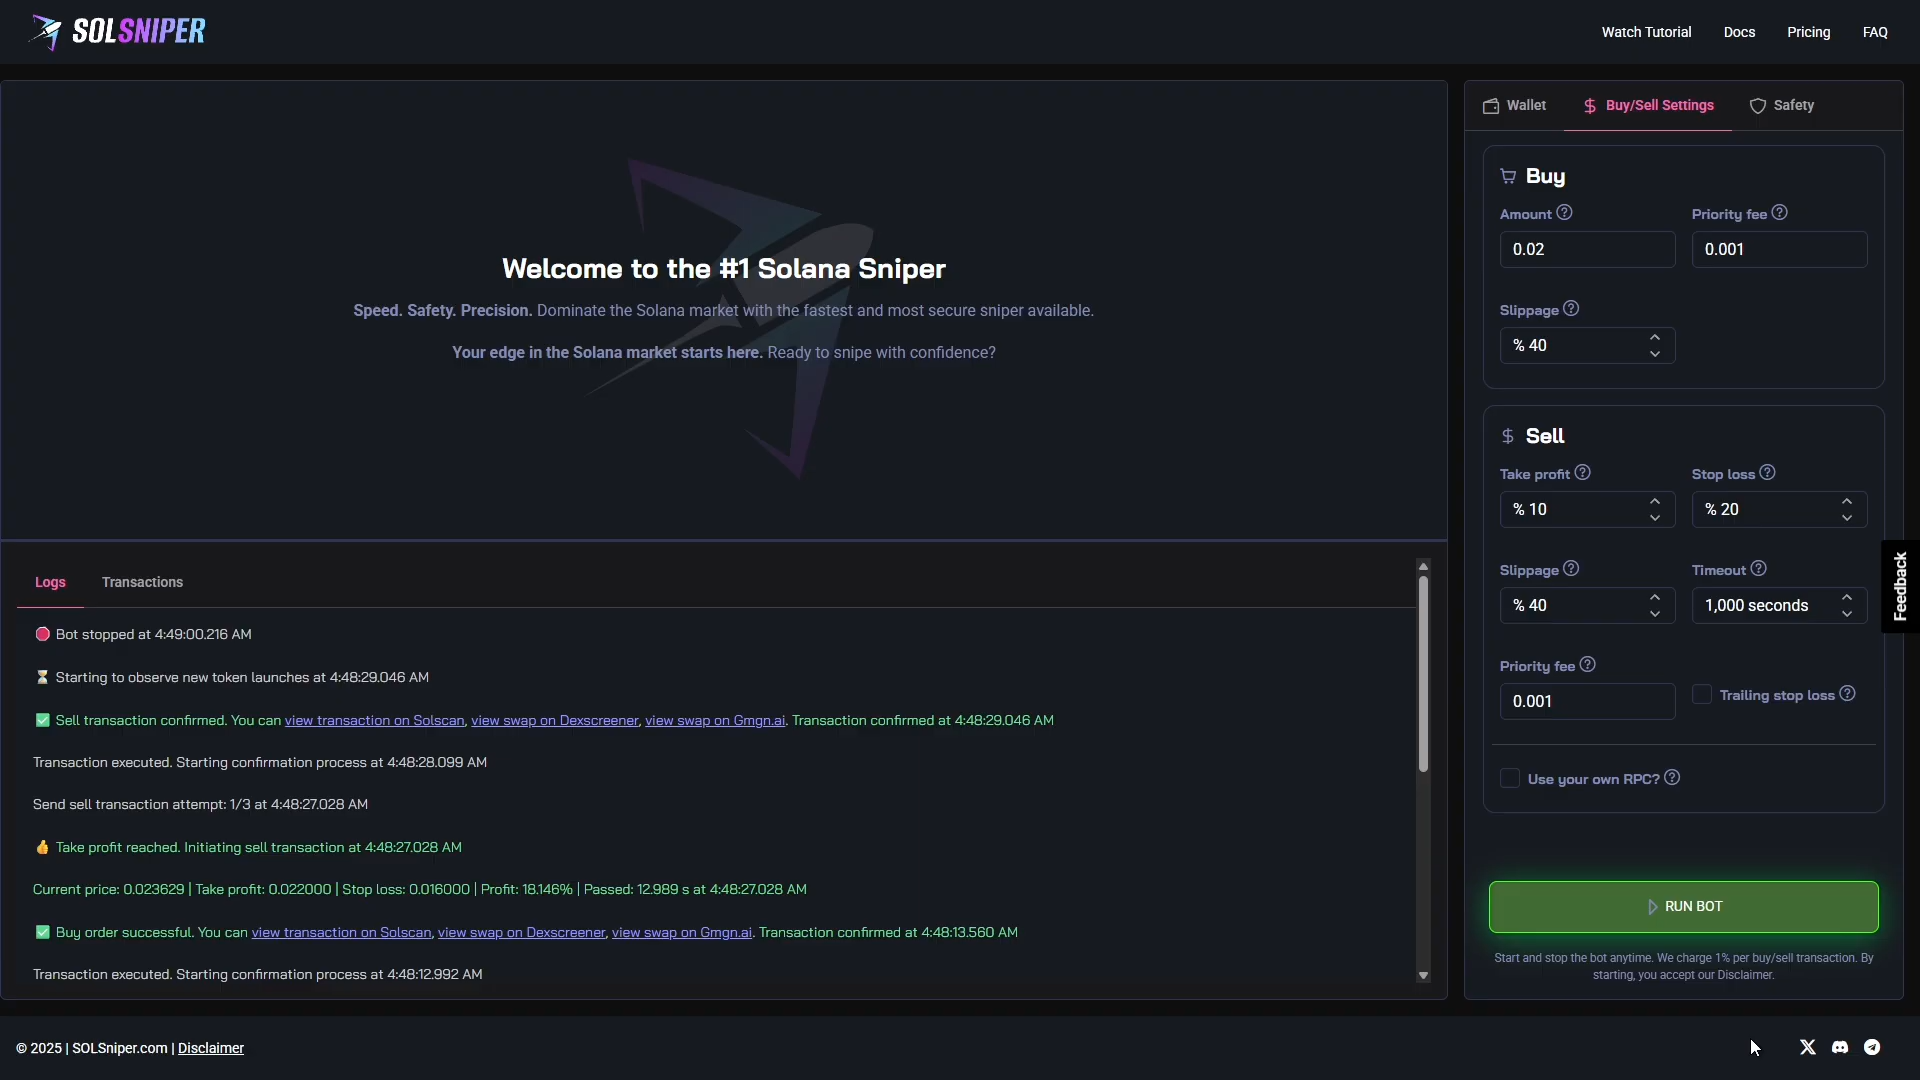 SOLSNIPER
Watch Tutorial
Docs
Pricing
FAQ
Welcome to the #1 Solana Sniper
Speed. Safety. Precision. Dominate the Solana market with the fastest and most secure sniper available.
Your edge in the Solana market starts here. Ready to snipe with confidence?
Logs
Transactions
Bot stopped at 4:49:00.216 AM
Starting to observe new token launches at 4:48:29.046 AM
Sell transaction confirmed. You can view transaction on Solscan, view swap on Dexscreener, view swap on Gmgn.ai. Transaction confirmed at 4:48:29.046 AM
Transaction executed. Starting confirmation process at 4:48:28.099 AM
Send sell transaction attempt: 1/3 at 4:48:27.028 AM
Take profit reached. Initiating sell transaction at 4:48:27.028 AM
Current price: 0.023629 | Take profit: 0.022000 | Stop loss: 0.016000 | Profit: 18.146% | Passed: 12.989 s at 4:48:27.028 AM
Buy order successful. You can view transaction on Solscan, view swap on Dexscreener, view swap on Gmgn.ai. Transaction confirmed at 4:48:13.560 AM
Transaction executed. Starting confirmation process at 4:48:12.992 AM
Wallet
Buy/Sell Settings
Safety
Buy
Amount
Priority fee
0.02
0.001
Slippage
% 40
Sell
Take profit
Stop loss
% 10
% 20
Slippage
Timeout
% 40
1,000 seconds
Priority fee
0.001
Trailing stop loss
Use your own RPC?
RUN BOT
Start and stop the bot anytime. We charge 1% per buy/sell transaction. By
starting, you accept our Disclaimer.
Feedback
© 2025 | SOLSniper.com | Disclaimer